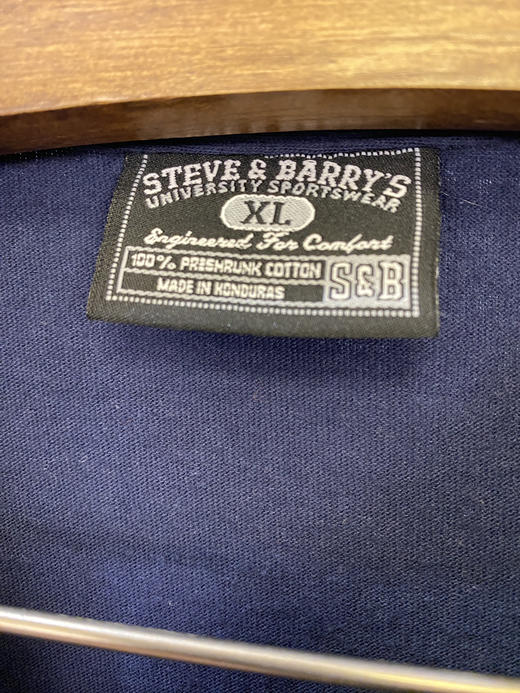 STEVE & BARRY'S
UNIVERSITY SPORTSWEAR
XL
Engineered For Comfort
100% PRESHRUNK COTTON
MADE IN HONDURAS
S&B